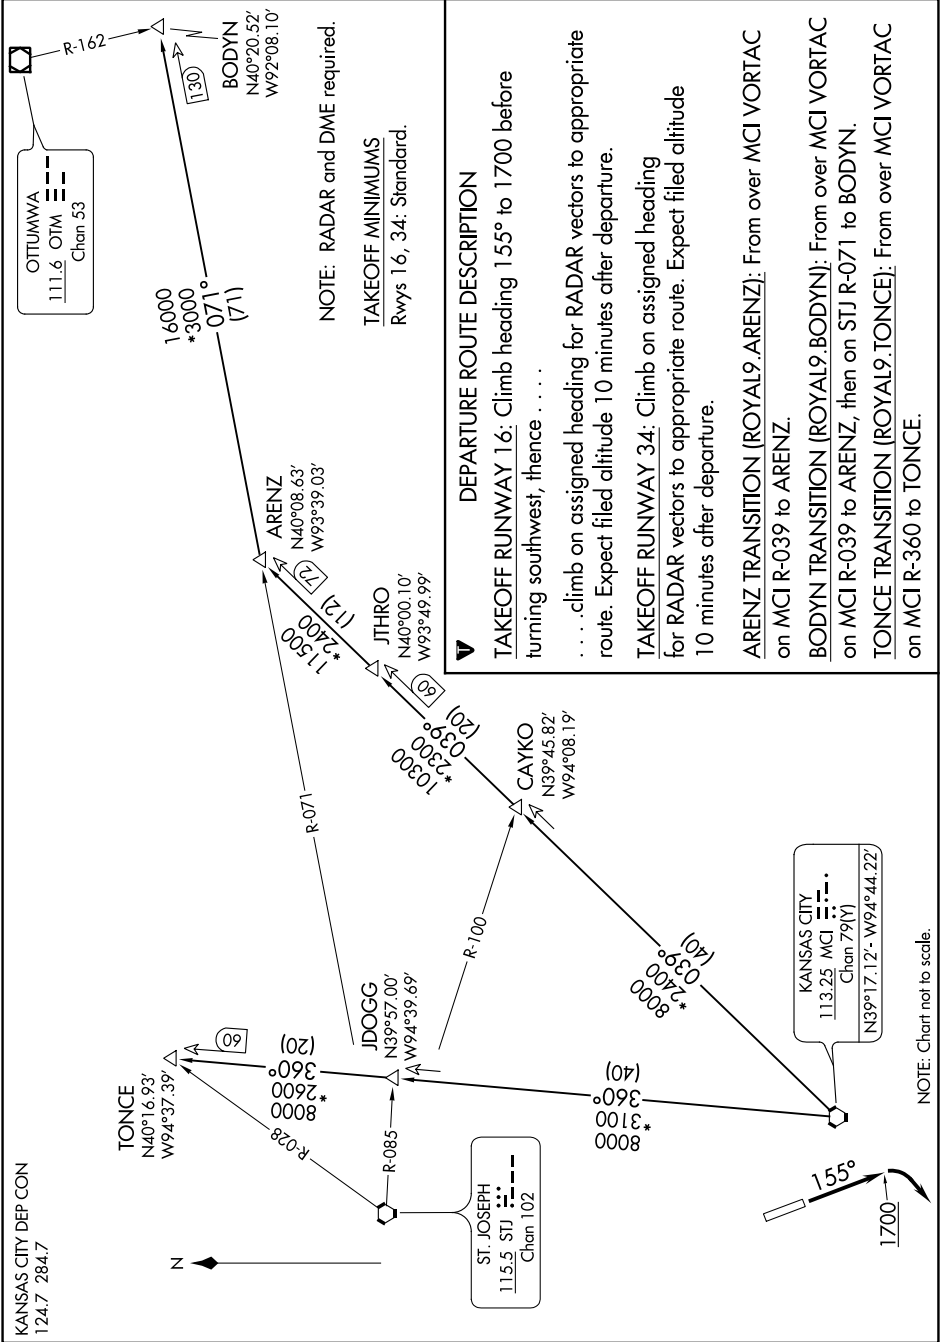 KANSAS CITY DEP CON
124.7 284.7
N
TONCE
N40°16.93'
W94°37.39'
60
8000
*2600
360°
(20)
R-028
R-085
JDOGG
N39°57.00'
W94°39.69'
8000
*3100
360°
(40)
ST. JOSEPH
115.5 STJ
Chan 102
155°
1700
R-071
R-100
8000
*2400
039°
(40)
CAYKO
N39°45.82'
W94°08.19'
10300
*2300
039°
(20)
60
JTHRO
N40°00.10'
W93°49.99'
11500
*2400
(12)
72
ARENZ
N40°08.63'
W93°39.03'
16000
*3000
071°
(71)
130
BODYN
N40°20.52'
W92°08.10'
R-162
OTTUMWA
111.6 OTM
Chan 53
KANSAS CITY
113.25 MCI
Chan 79(Y)
N39°17.12'- W94°44.22'
NOTE: Chart not to scale.
NOTE: RADAR and DME required.
TAKEOFF MINIMUMS
Rwys 16, 34: Standard.
T
DEPARTURE ROUTE DESCRIPTION
TAKEOFF RUNWAY 16: Climb heading 155° to 1700 before
turning southwest, thence . . . .
. . . .climb on assigned heading for RADAR vectors to appropriate
route. Expect filed altitude 10 minutes after departure.
TAKEOFF RUNWAY 34: Climb on assigned heading
for RADAR vectors to appropriate route. Expect filed altitude
10 minutes after departure.
ARENZ TRANSITION (ROYAL9.ARENZ): From over MCI VORTAC
on MCI R-039 to ARENZ.
BODYN TRANSITION (ROYAL9.BODYN): From over MCI VORTAC
on MCI R-039 to ARENZ, then on STJ R-071 to BODYN.
TONCE TRANSITION (ROYAL9.TONCE): From over MCI VORTAC
on MCI R-360 to TONCE.